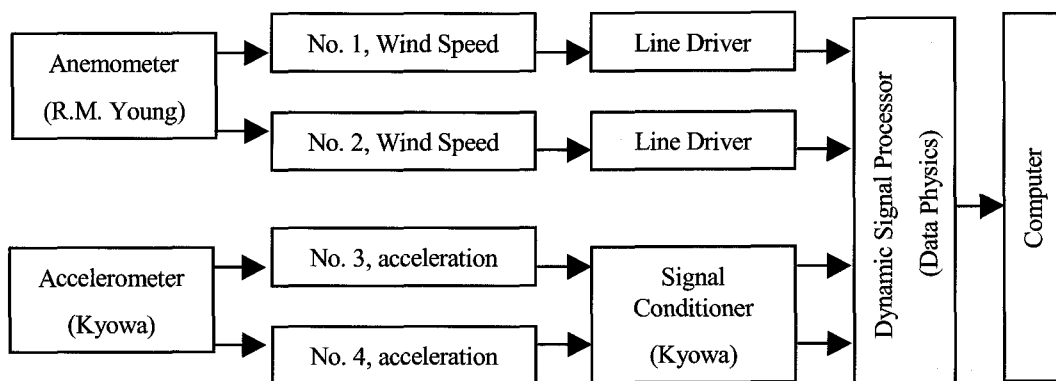 Anemometer
(R.M. Young)
No. 1, Wind Speed
Line Driver
No. 2, Wind Speed
Line Driver
Accelerometer
(Kyowa)
No. 3, acceleration
No. 4, acceleration
Signal
Conditioner
(Kyowa)
Dynamic Signal Processor
(Data Physics)
Computer